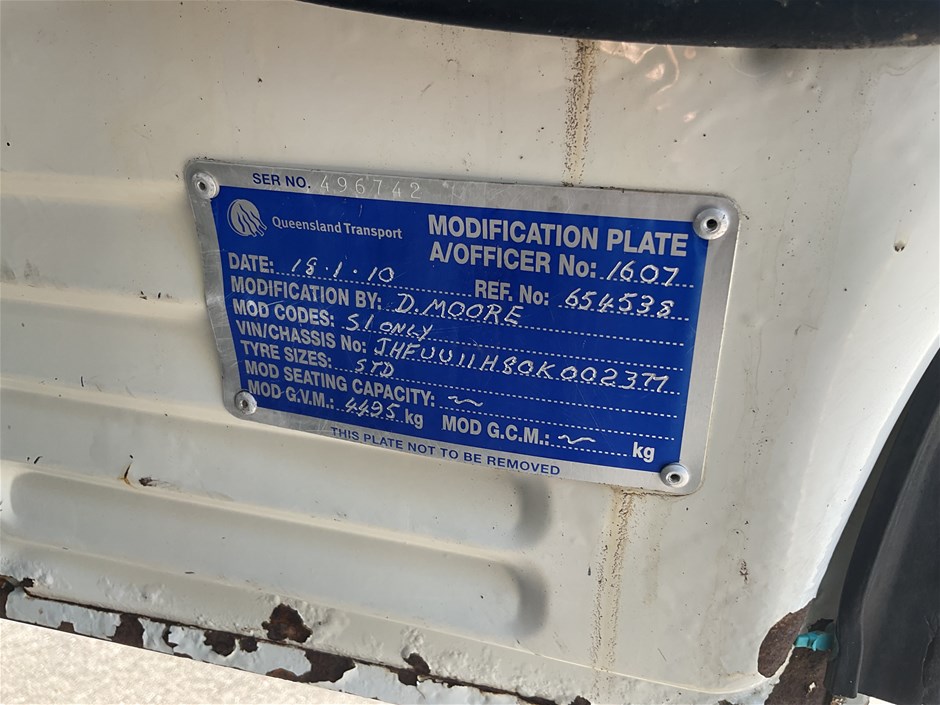 SER NO. 496742
Queensland Transport
MODIFICATION PLATE
A/OFFICER No: 1607
DATE: 18.1.10
REF. No: 654538
MODIFICATION BY: D. MOORE
MOD CODES: S1 ONLY
VIN/CHASSIS No: JHFUU11H80K002377
TYRE SIZES: STD
MOD SEATING CAPACITY: ~
MOD G.V.M.: 4495 kg MOD G.C.M.: ~ kg
THIS PLATE NOT TO BE REMOVED